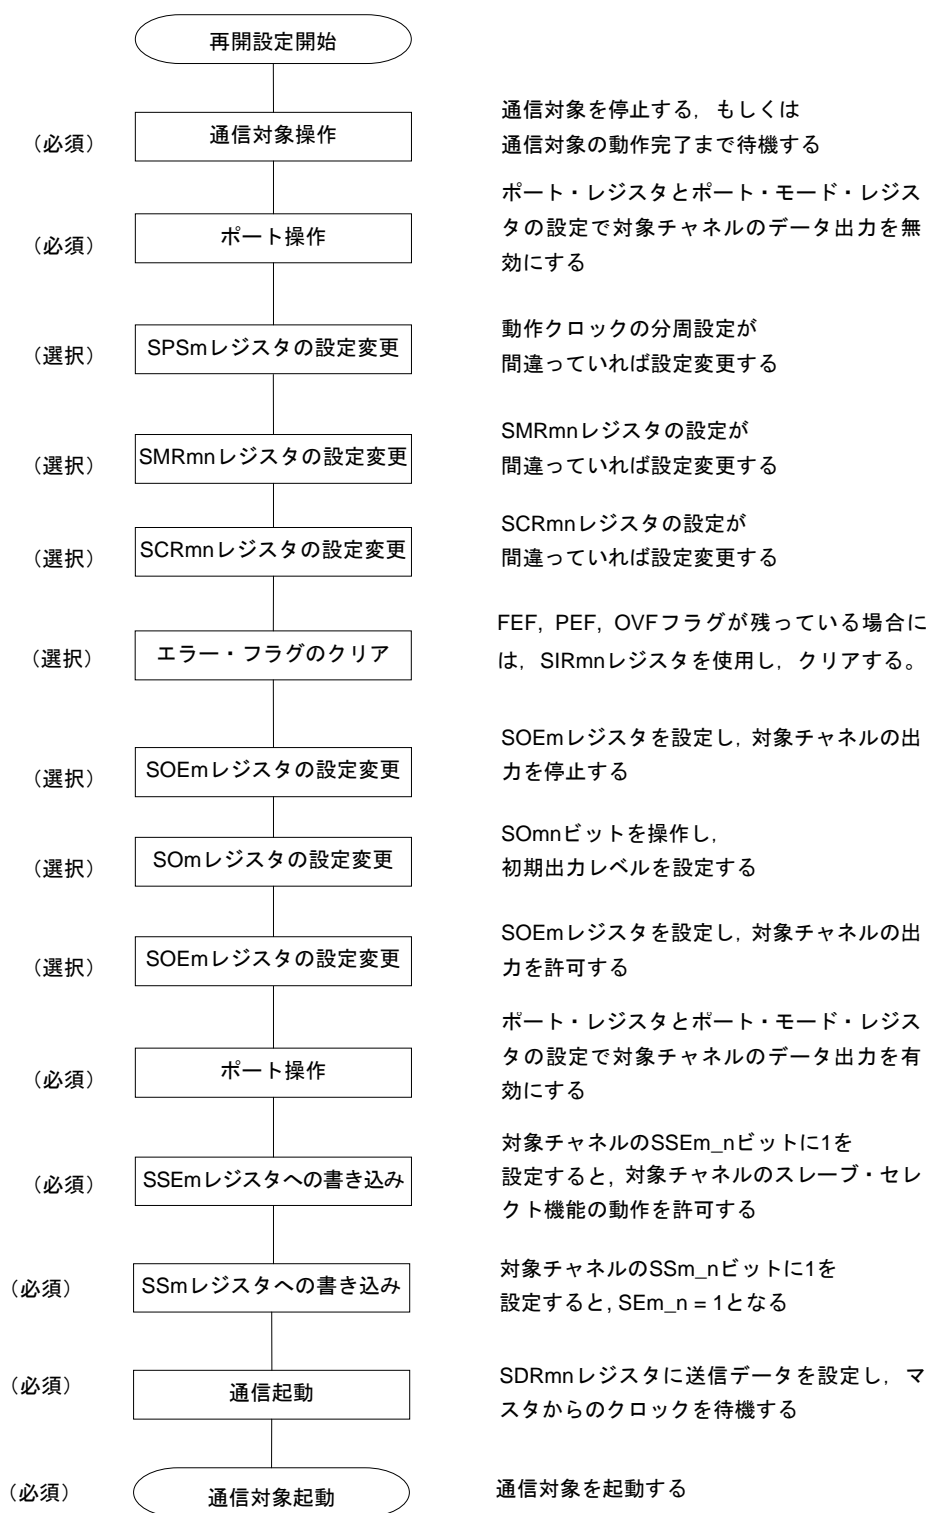 再開設定開始
(必須)
通信対象操作
通信対象を停止する，もしくは
通信対象の動作完了まで待機する
(必須)
ポート操作
ポート・レジスタとポート・モード・レジス
タの設定で対象チャネルのデータ出力を無
効にする
(選択)
SPSmレジスタの設定変更
動作クロックの分周設定が
間違っていれば設定変更する
(選択)
SMRmnレジスタの設定変更
SMRmnレジスタの設定が
間違っていれば設定変更する
(選択)
SCRmnレジスタの設定変更
SCRmnレジスタの設定が
間違っていれば設定変更する
(選択)
エラー・フラグのクリア
FEF, PEF, OVFフラグが残っている場合に
は，SIRmnレジスタを使用し，クリアする。
(選択)
SOEmレジスタの設定変更
SOEmレジスタを設定し, 対象チャネルの出
力を停止する
(選択)
SOmレジスタの設定変更
SOmnビットを操作し,
初期出力レベルを設定する
(選択)
SOEmレジスタの設定変更
SOEmレジスタを設定し, 対象チャネルの出
力を許可する
(必須)
ポート操作
ポート・レジスタとポート・モード・レジス
タの設定で対象チャネルのデータ出力を有
効にする
(必須)
SSEmレジスタへの書き込み
対象チャネルのSSEm_nビットに1を
設定すると, 対象チャネルのスレーブ・セレ
クト機能の動作を許可する
(必須)
SSmレジスタへの書き込み
対象チャネルのSSm_nビットに1を
設定すると, SEm_n = 1となる
(必須)
通信起動
SDRmnレジスタに送信データを設定し，マ
スタからのクロックを待機する
(必須)
通信対象起動
通信対象を起動する